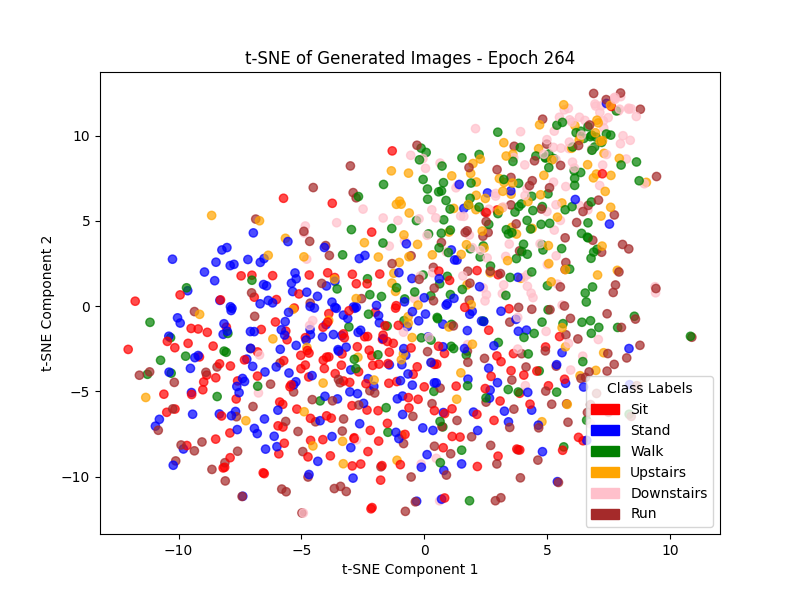 t-SNE of Generated Images - Epoch 264
t-SNE Component 2
10
5
0
−5
−10
Class Labels
Sit
Stand
Walk
Upstairs
Downstairs
Run
−10
−5
0
5
10
t-SNE Component 1